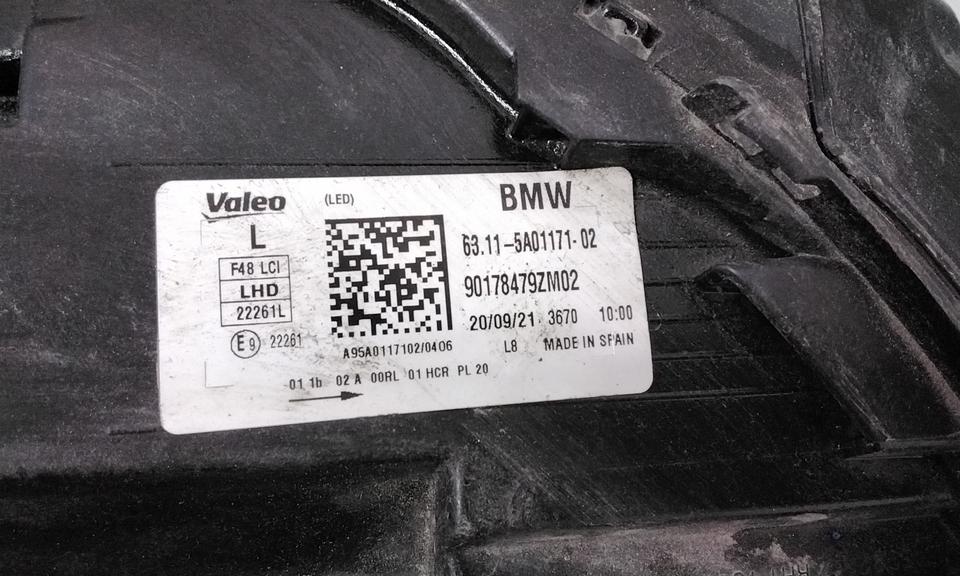 Valeo (LED) BMW
L
F48 LCI
LHD
22261L
E9 22261
63.11-5A01171-02
90178479ZM02
20/09/21 3670 10:00
L8 MADE IN SPAIN
A95A0117102/0406
01 1b 02 A 00RL 01 HCR PL 20